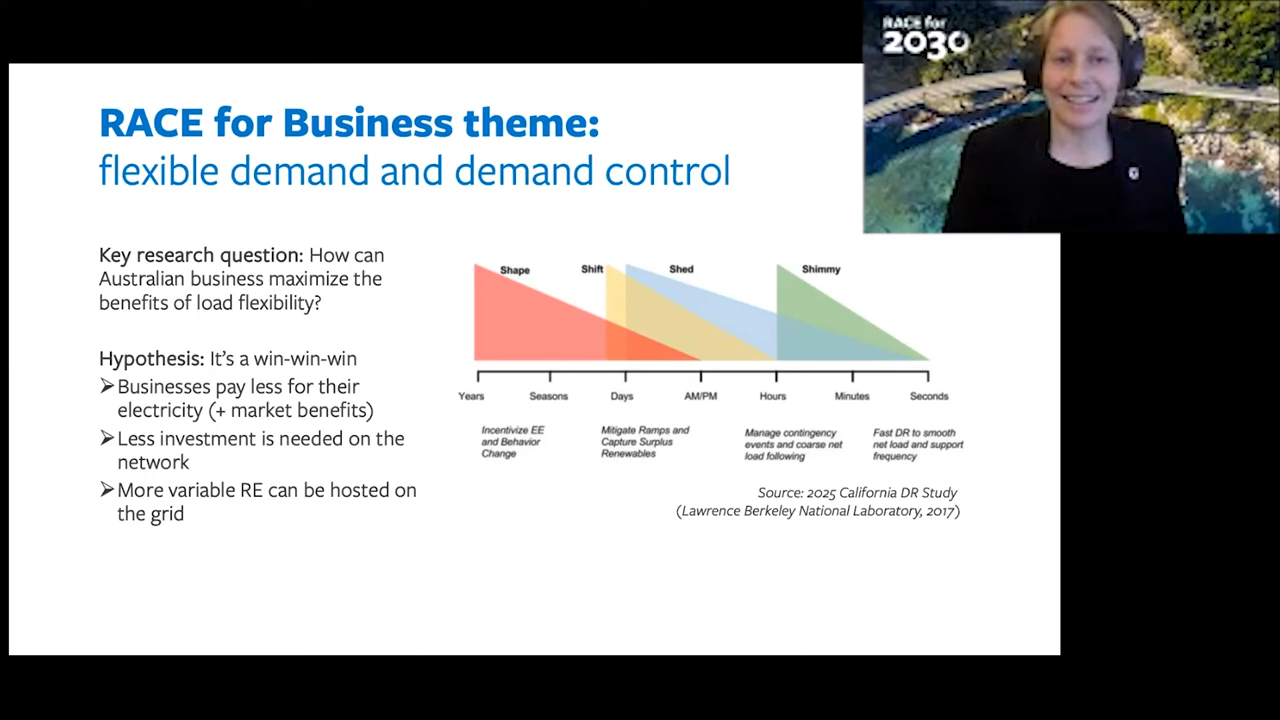 RACE for
2030
RACE for Business theme:
flexible demand and demand control
Key research question: How can
Australian business maximize the
benefits of load flexibility?
Hypothesis: It's a win-win-win
➢Businesses pay less for their
electricity (+ market benefits)
➢Less investment is needed on the
network
➢More variable RE can be hosted on
the grid
Shape Shift Shed Shimmy
Years Seasons Days AM/PM Hours Minutes Seconds
Incentivize EE
and Behavior
Change
Mitigate Ramps and
Capture Surplus
Renewables
Manage contingency
events and coarse net
load following
Fast DR to smooth
net load and support
frequency
Source: 2025 California DR Study
(Lawrence Berkeley National Laboratory, 2017)